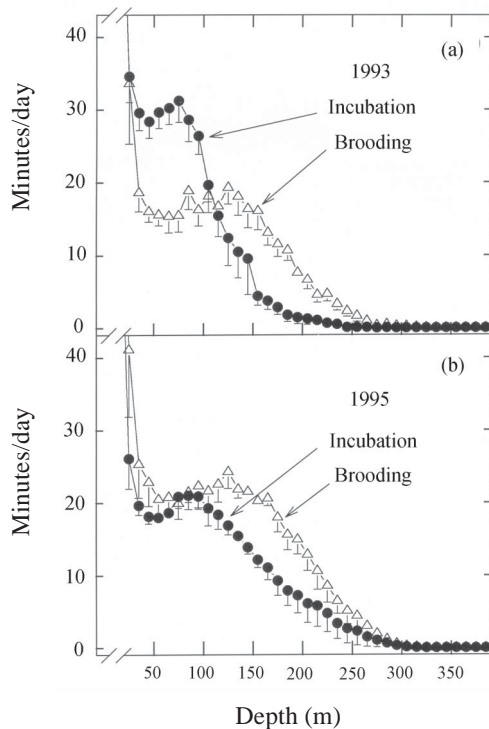 40
30
20
10
0
Minutes/day
(a)
1993
Incubation
Brooding
40
30
20
10
0
Minutes/day
(b)
1995
Incubation
Brooding
50 100 150 200 250 300 350
Depth (m)